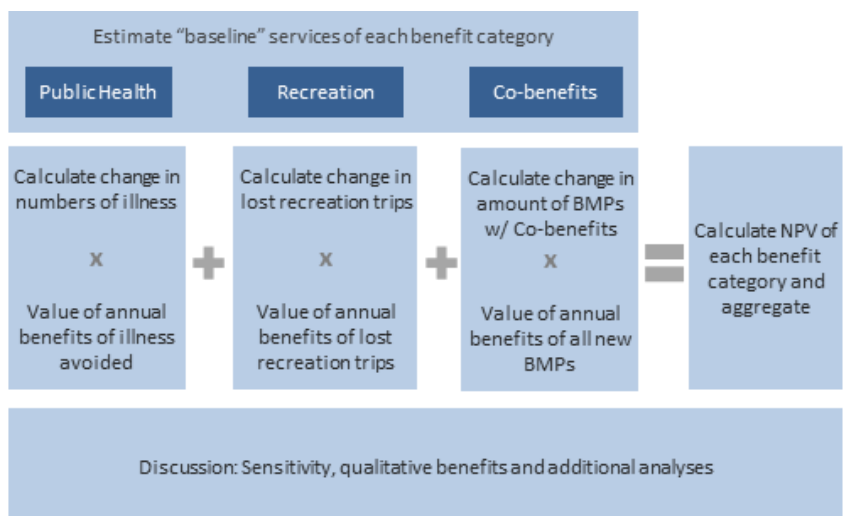 Estimate “baseline” services of each benefit category
Public Health
Recreation
Co-benefits
Calculate change in
numbers of illness
x
Value of annual
benefits of illness
avoided
+
Calculate change in
lost recreation trips
x
Value of annual
benefits of lost
recreation trips
+
Calculate change in
amount of BMPs
w/ Co-benefits
x
Value of annual
benefits of all new
BMPs
=
Calculate NPV of
each benefit
category and
aggregate
Discussion: Sensitivity, qualitative benefits and additional analyses